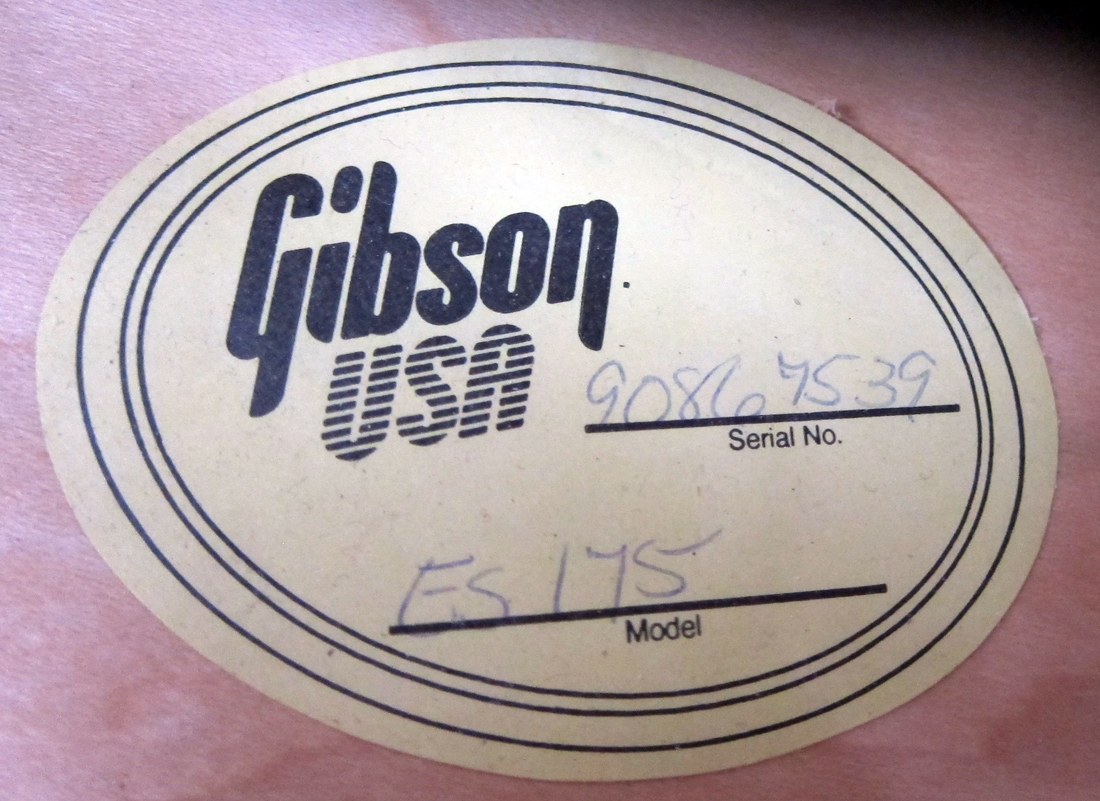 Gibson
USA
90867539
Serial No.
ES 175
Model